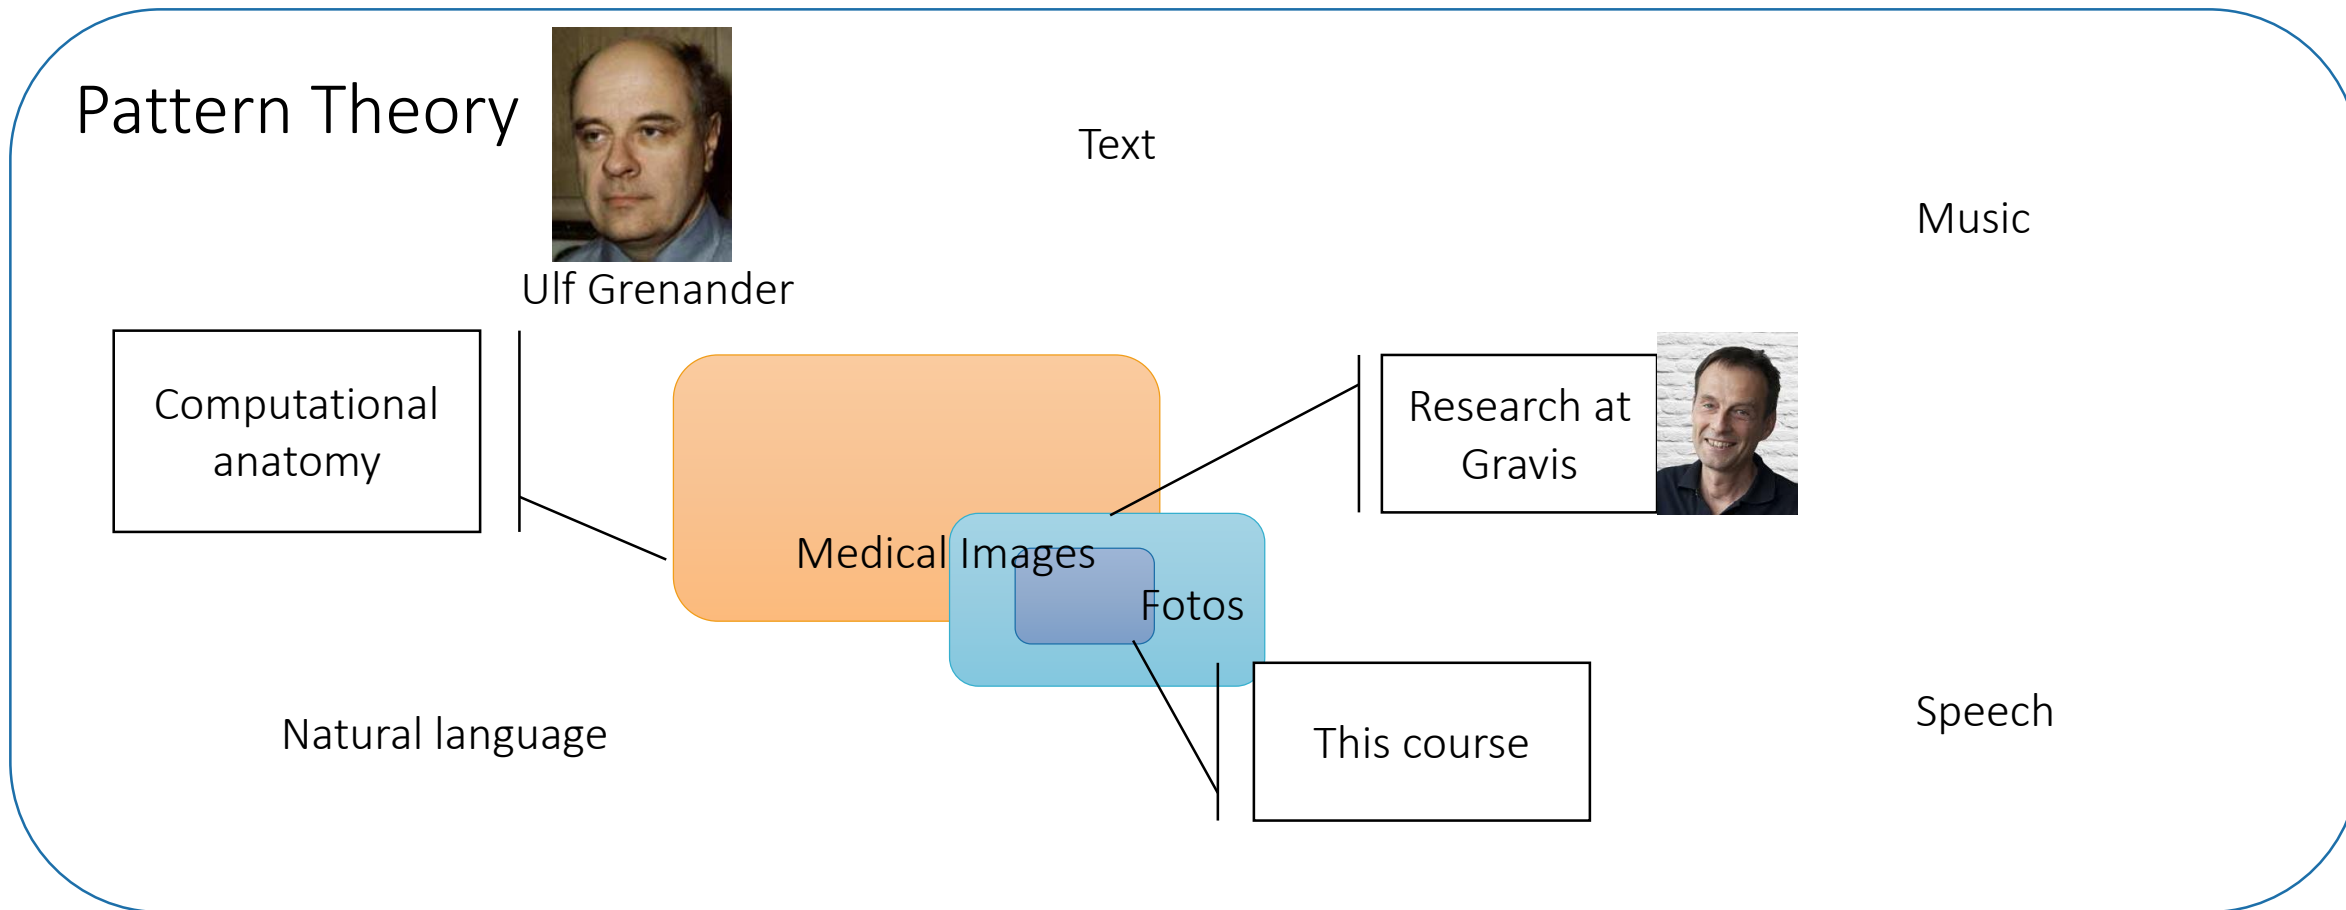 Pattern Theory
Text
Music
Ulf Grenander
Computational
anatomy
Research at
Gravis
Medical Images
Fotos
Natural language
This course
Speech